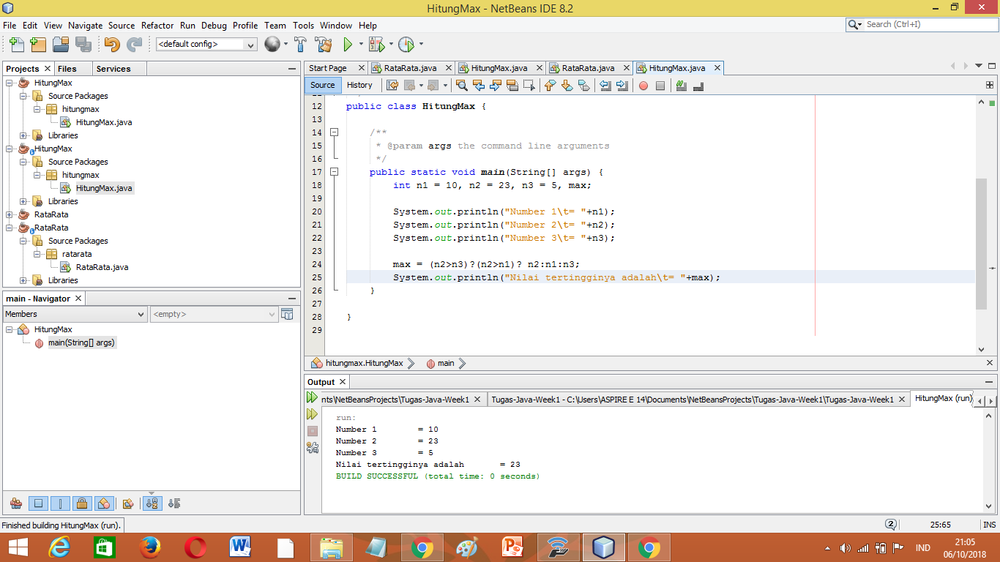 HitungMax - NetBeans IDE 8.2
File Edit View Navigate Source Refactor Run Debug Profile Team Tools Window Help
Search (Ctrl+I)
<default config>
Projects Files Services
HitungMax
Source Packages
hitungmax
HitungMax.java
Libraries
HitungMax
Source Packages
hitungmax
HitungMax.java
Libraries
RataRata
RataRata
Source Packages
ratarata
RataRata.java
Libraries
main - Navigator
Members <empty>
HitungMax
main(String[] args)
Start Page RataRata.java HitungMax.java RataRata.java HitungMax.java
Source History
12 public class HitungMax {
13
14 /**
15 * @param args the command line arguments
16 */
17 public static void main(String[] args) {
18 int n1 = 10, n2 = 23, n3 = 5, max;
19
20 System.out.println("Number 1\t= "+n1);
21 System.out.println("Number 2\t= "+n2);
22 System.out.println("Number 3\t= "+n3);
23
24 max = (n2>n3)?(n2>n1)? n2:n1:n3;
25 System.out.println("Nilai tertingginya adalah\t= "+max);
26 }
27
28 }
29
hitungmax.HitungMax main
Output
nts\NetBeansProjects\Tugas-Java-Week1 Tugas-Java-Week1 - C:\Users\ASPIRE E 14\Documents\NetBeansProjects\Tugas-Java-Week1\Tugas-Java-Week1 HitungMax (run)
run:
Number 1 = 10
Number 2 = 23
Number 3 = 5
Nilai tertingginya adalah = 23
BUILD SUCCESSFUL (total time: 0 seconds)
Finished building HitungMax (run).
2 25:65 INS
IND
21:05
06/10/2018